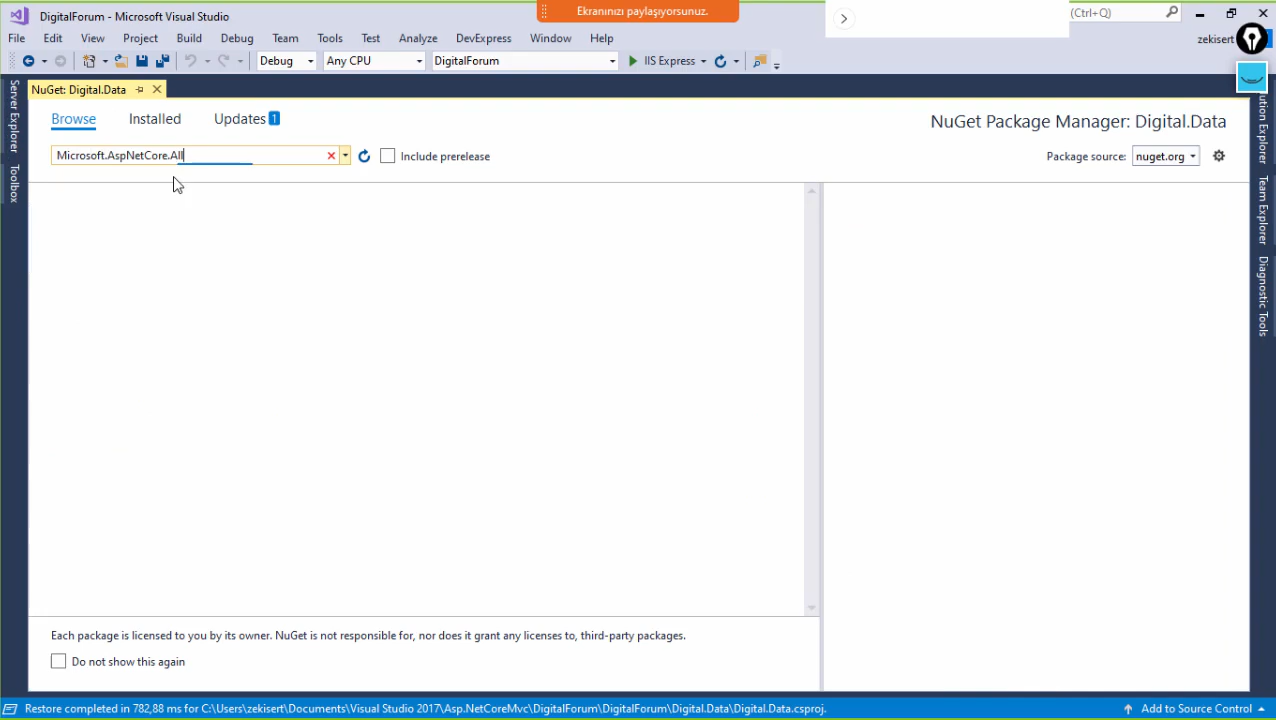 DigitalForum - Microsoft Visual Studio
Ekranınızı paylaşıyorsunuz.
(Ctrl+Q)
File Edit View Project Build Debug Team Tools Test Analyze DevExpress Window Help
zekisert
Debug Any CPU DigitalForum IIS Express
NuGet: Digital.Data
Server Explorer
Toolbox
Browse Installed Updates 1
NuGet Package Manager: Digital.Data
Microsoft.AspNetCore.All
Include prerelease
Package source: nuget.org
Solution Explorer
Team Explorer
Diagnostic Tools
Each package is licensed to you by its owner. NuGet is not responsible for, nor does it grant any licenses to, third-party packages.
Do not show this again
Restore completed in 782,88 ms for C:\Users\zekisert\Documents\Visual Studio 2017\Asp.NetCoreMvc\DigitalForum\DigitalForum\Digital.Data\Digital.Data.csproj.
Add to Source Control